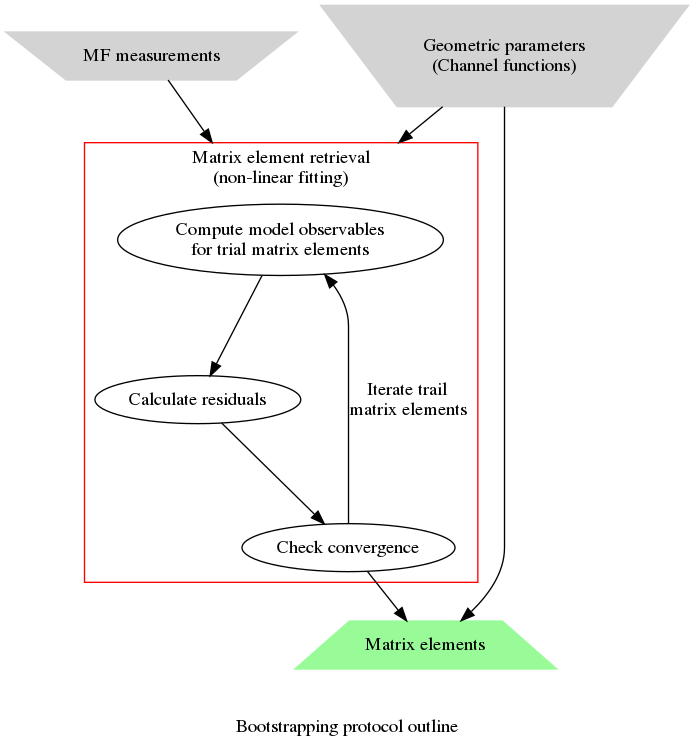 MF measurements
Geometric parameters
(Channel functions)
Matrix element retrieval
(non-linear fitting)
Compute model observables
for trial matrix elements
Calculate residuals
Iterate trail
matrix elements
Check convergence
Matrix elements
Bootstrapping protocol outline